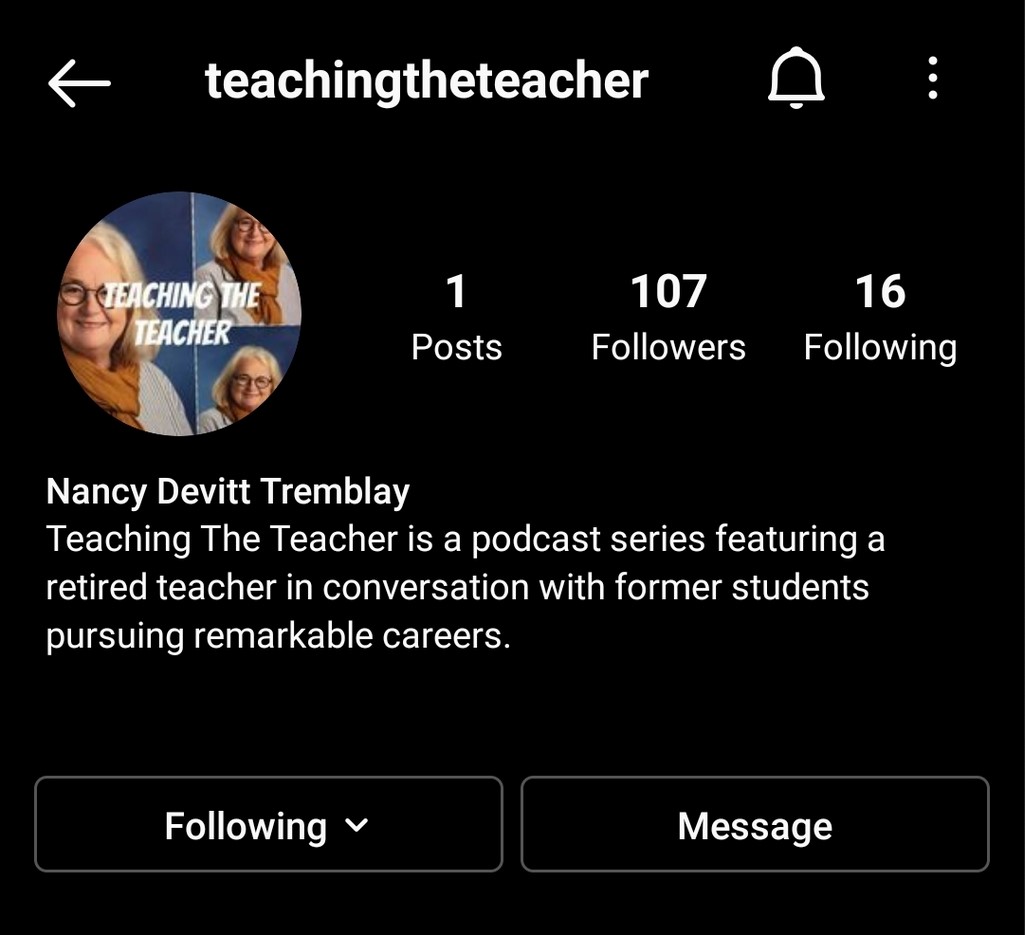 teachingtheteacher
TEACHING THE
TEACHER
1 107 16
Posts Followers Following
Nancy Devitt Tremblay
Teaching The Teacher is a podcast series featuring a
retired teacher in conversation with former students
pursuing remarkable careers.
Following Message